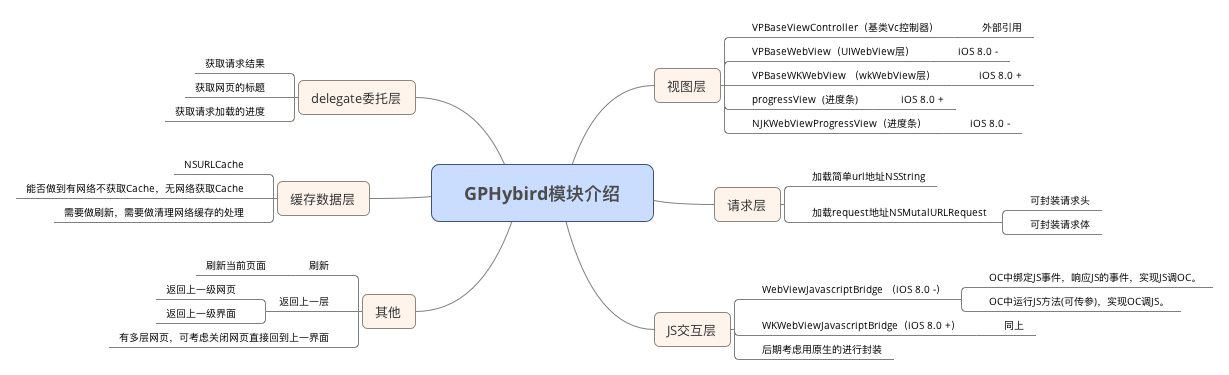 GPHybird模块介绍
视图层
VPBaseViewController（基类Vc控制器） 外部引用
VPBaseWebView（UIWebView层） iOS 8.0 -
VPBaseWKWebView （wkWebView层） iOS 8.0 +
progressView（进度条） iOS 8.0 +
NJKWebViewProgressView（进度条） iOS 8.0 -
请求层
加载简单url地址NSString
加载request地址NSMutalURLRequest
可封装请求头
可封装请求体
JS交互层
WebViewJavascriptBridge （iOS 8.0 -）
OC中绑定JS事件，响应JS的事件，实现JS调OC。
OC中运行JS方法(可传参)，实现OC调JS。
WKWebViewJavascriptBridge（iOS 8.0 +） 同上
后期考虑用原生的进行封装
delegate委托层
获取请求结果
获取网页的标题
获取请求加载的进度
缓存数据层
NSURLCache
能否做到有网络不获取Cache，无网络获取Cache
需要做刷新，需要做清理网络缓存的处理
其他
刷新当前页面 刷新
返回上一层
返回上一级网页
返回上一级界面
有多层网页，可考虑关闭网页直接回到上一界面